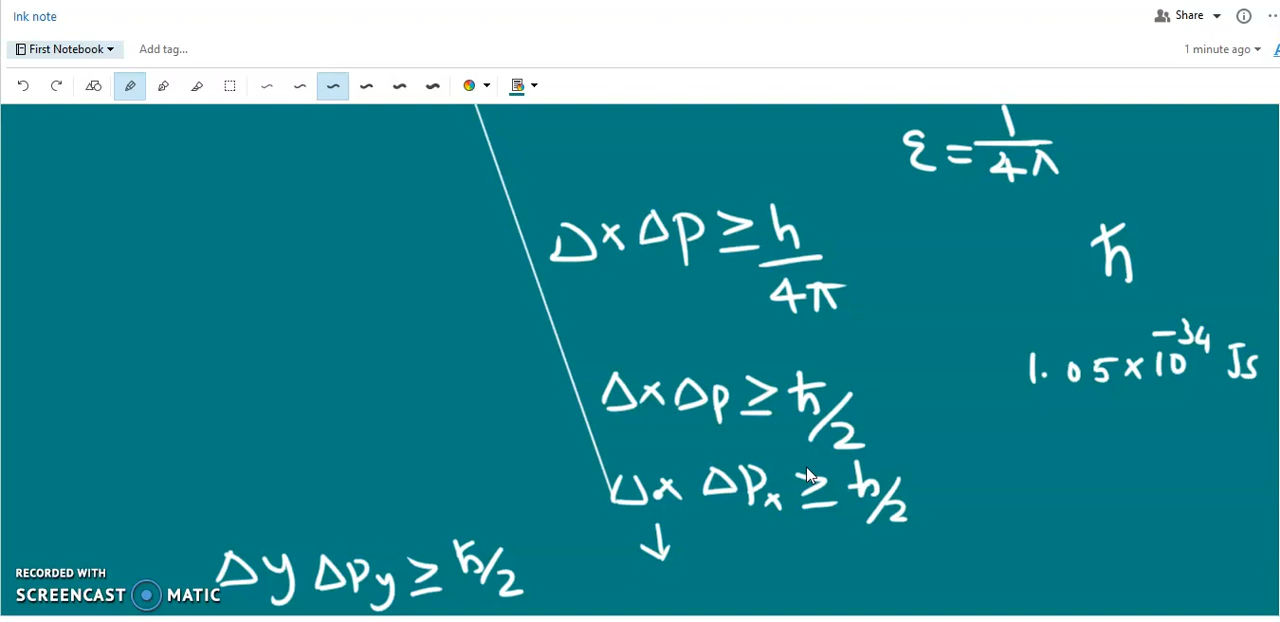 Ink note
Share
First Notebook
Add tag...
1 minute ago
ε = 1/4π
Δx Δp ≥ h/4π
ħ
1.05 × 10⁻³⁴ Js
Δx Δp ≥ ħ/2
Δx Δpₓ ≥ ħ/2
Δy Δpy ≥ ħ/2
RECORDED WITH
SCREENCAST MATIC